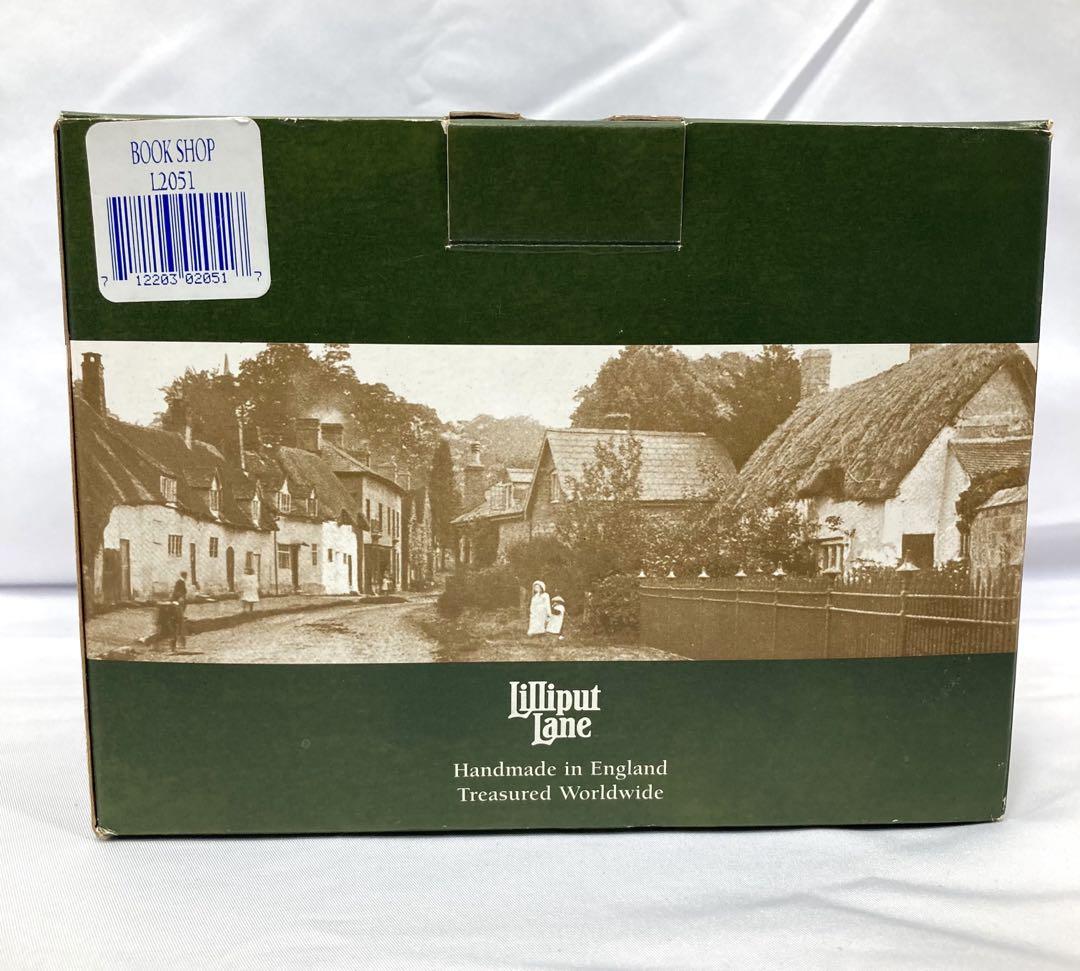 BOOK SHOP
L2051
7 12203 02051 7
Lilliput
Lane
Handmade in England
Treasured Worldwide